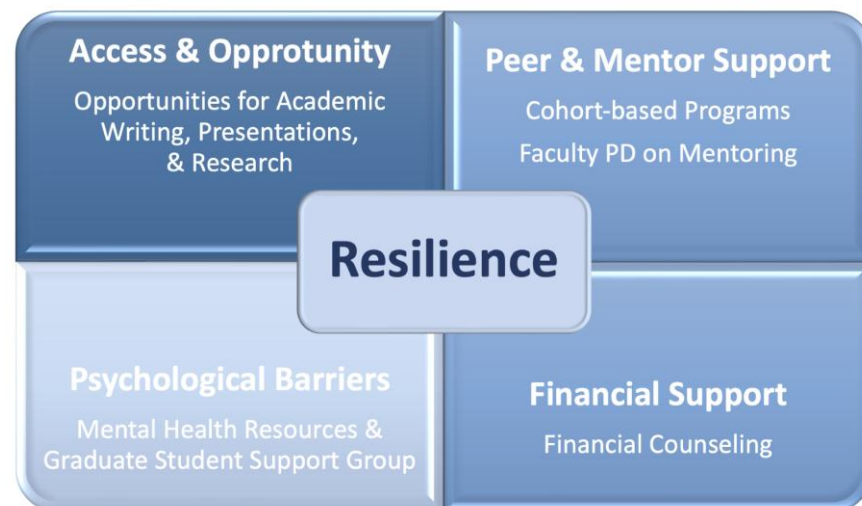 Access & Opprotunity
Opportunities for Academic
Writing, Presentations,
& Research
Peer & Mentor Support
Cohort-based Programs
Faculty PD on Mentoring
Resilience
Psychological Barriers
Mental Health Resources &
Graduate Student Support Group
Financial Support
Financial Counseling